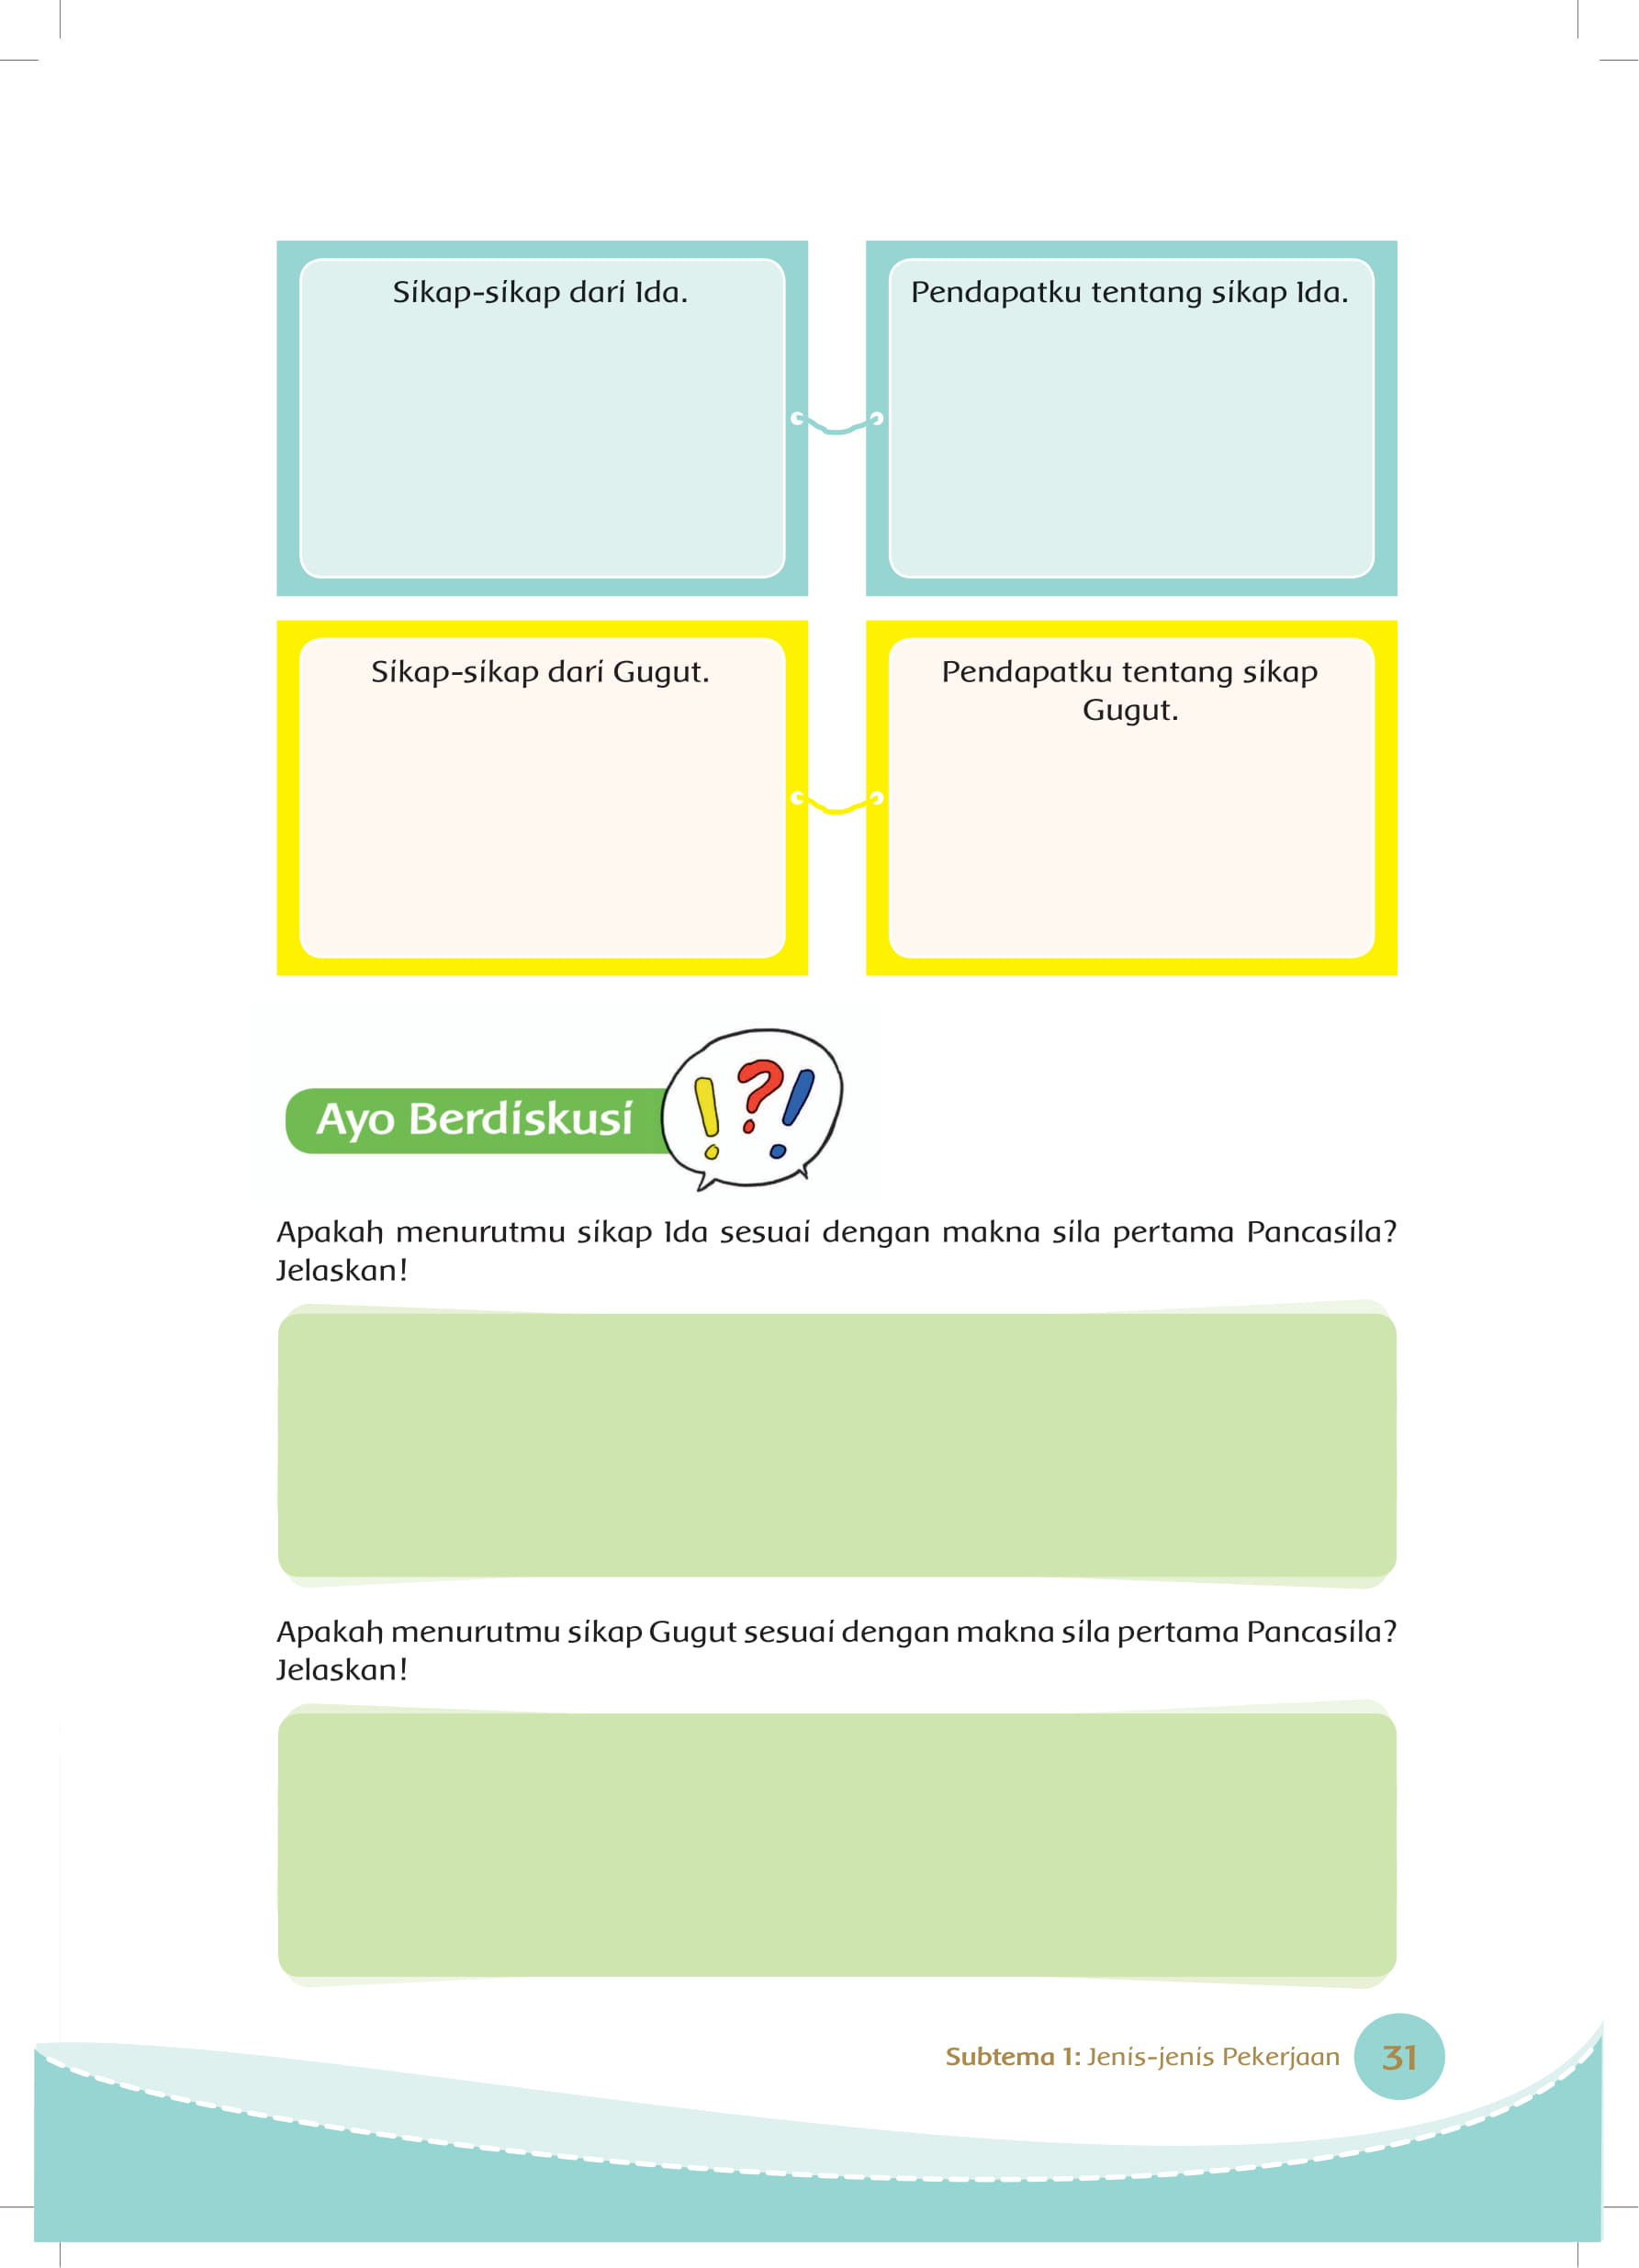 Sikap-sikap dari Ida.
Pendapatku tentang sikap Ida.
Sikap-sikap dari Gugut.
Pendapatku tentang sikap
Gugut.
Ayo Berdiskusi
Apakah menurutmu sikap Ida sesuai dengan makna sila pertama Pancasila?
Jelaskan!
Apakah menurutmu sikap Gugut sesuai dengan makna sila pertama Pancasila?
Jelaskan!
Subtema 1: Jenis-jenis Pekerjaan
31